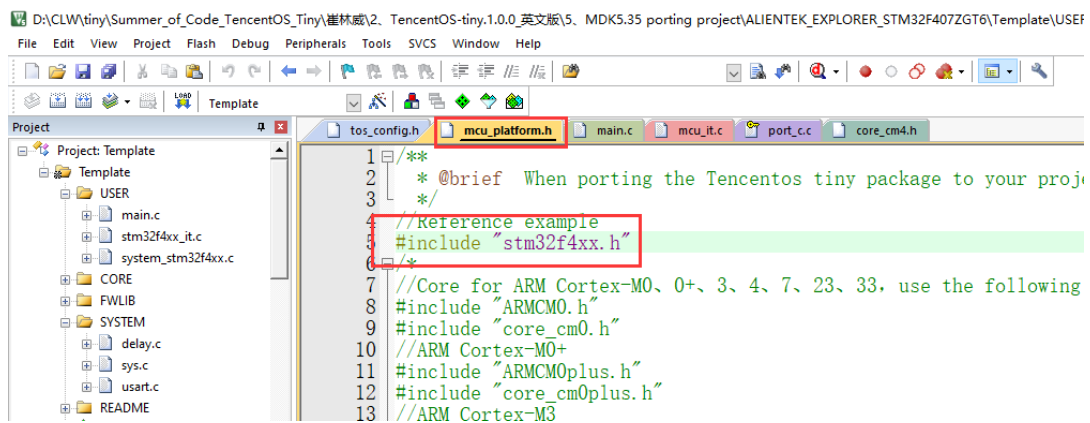 D:\CLW\tiny\Summer_of_Code_TencentOS_Tiny\崔林威\2、TencentOS-tiny.1.0.0_英文版\5、MDK5.35 porting project\ALIENTEK_EXPLORER_STM32F407ZGT6\Template\USER
File Edit View Project Flash Debug Peripherals Tools SVCS Window Help
LOAD Template
Project
tos_config.h mcu_platform.h main.c mcu_it.c port_c.c core_cm4.h
Project: Template
Template
USER
main.c
stm32f4xx_it.c
system_stm32f4xx.c
CORE
FWLIB
SYSTEM
delay.c
sys.c
usart.c
README
1 /**
2 * @brief When porting the Tencentos tiny package to your proje
3 */
4 //Reference example
5 #include "stm32f4xx.h"
6 /*
7 //Core for ARM Cortex-M0、0+、3、4、7、23、33, use the following
8 #include "ARMCM0.h"
9 #include "core_cm0.h"
10 //ARM Cortex-M0+
11 #include "ARMCM0plus.h"
12 #include "core_cm0plus.h"
13 //ARM Cortex-M3